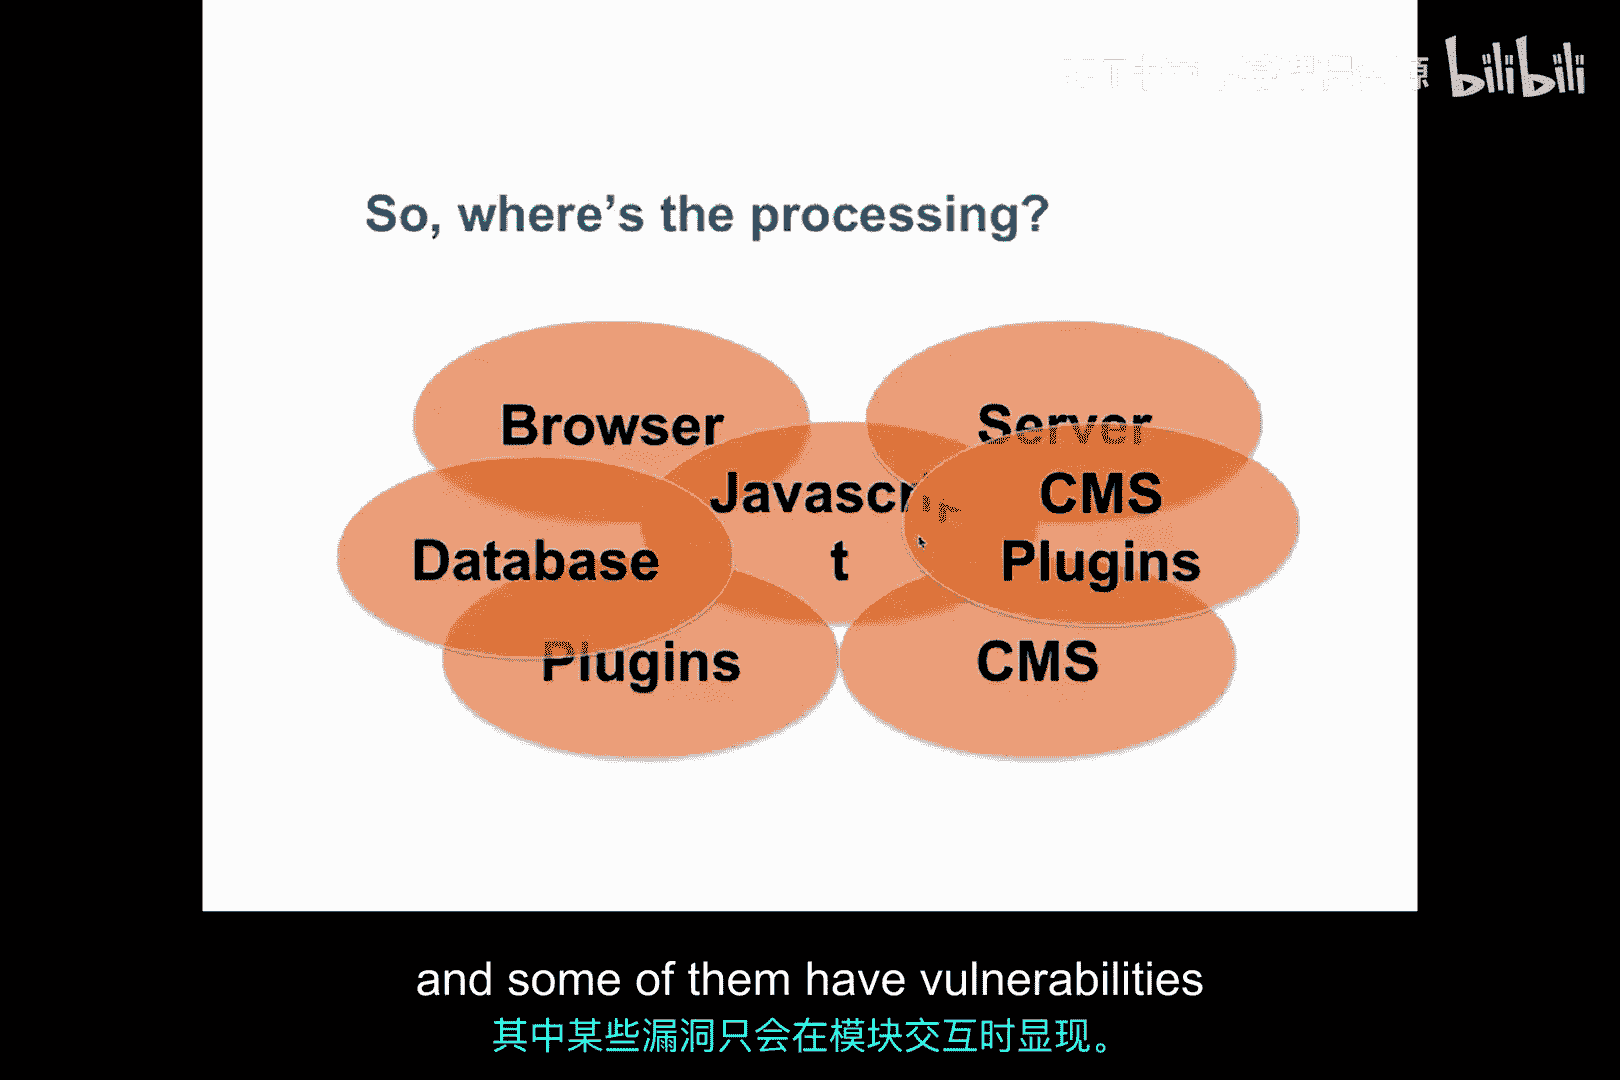 bilibili
So, where’s the processing?
Browser
Server
Javascrip
t
CMS
Plugins
Database
Plugins
CMS
and some of them have vulnerabilities
其中某些漏洞只会在模块交互时显现。